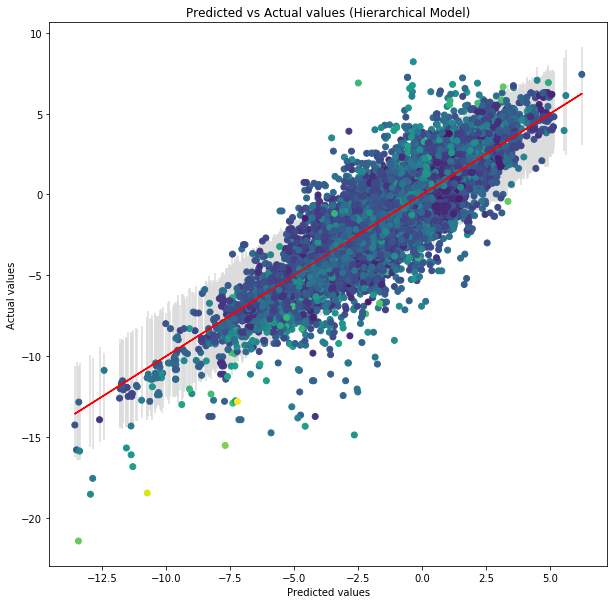 Predicted vs Actual values (Hierarchical Model)
10
5
0
−5
−10
−15
−20
Actual values
−12.5 −10.0 −7.5 −5.0 −2.5 0.0 2.5 5.0
Predicted values